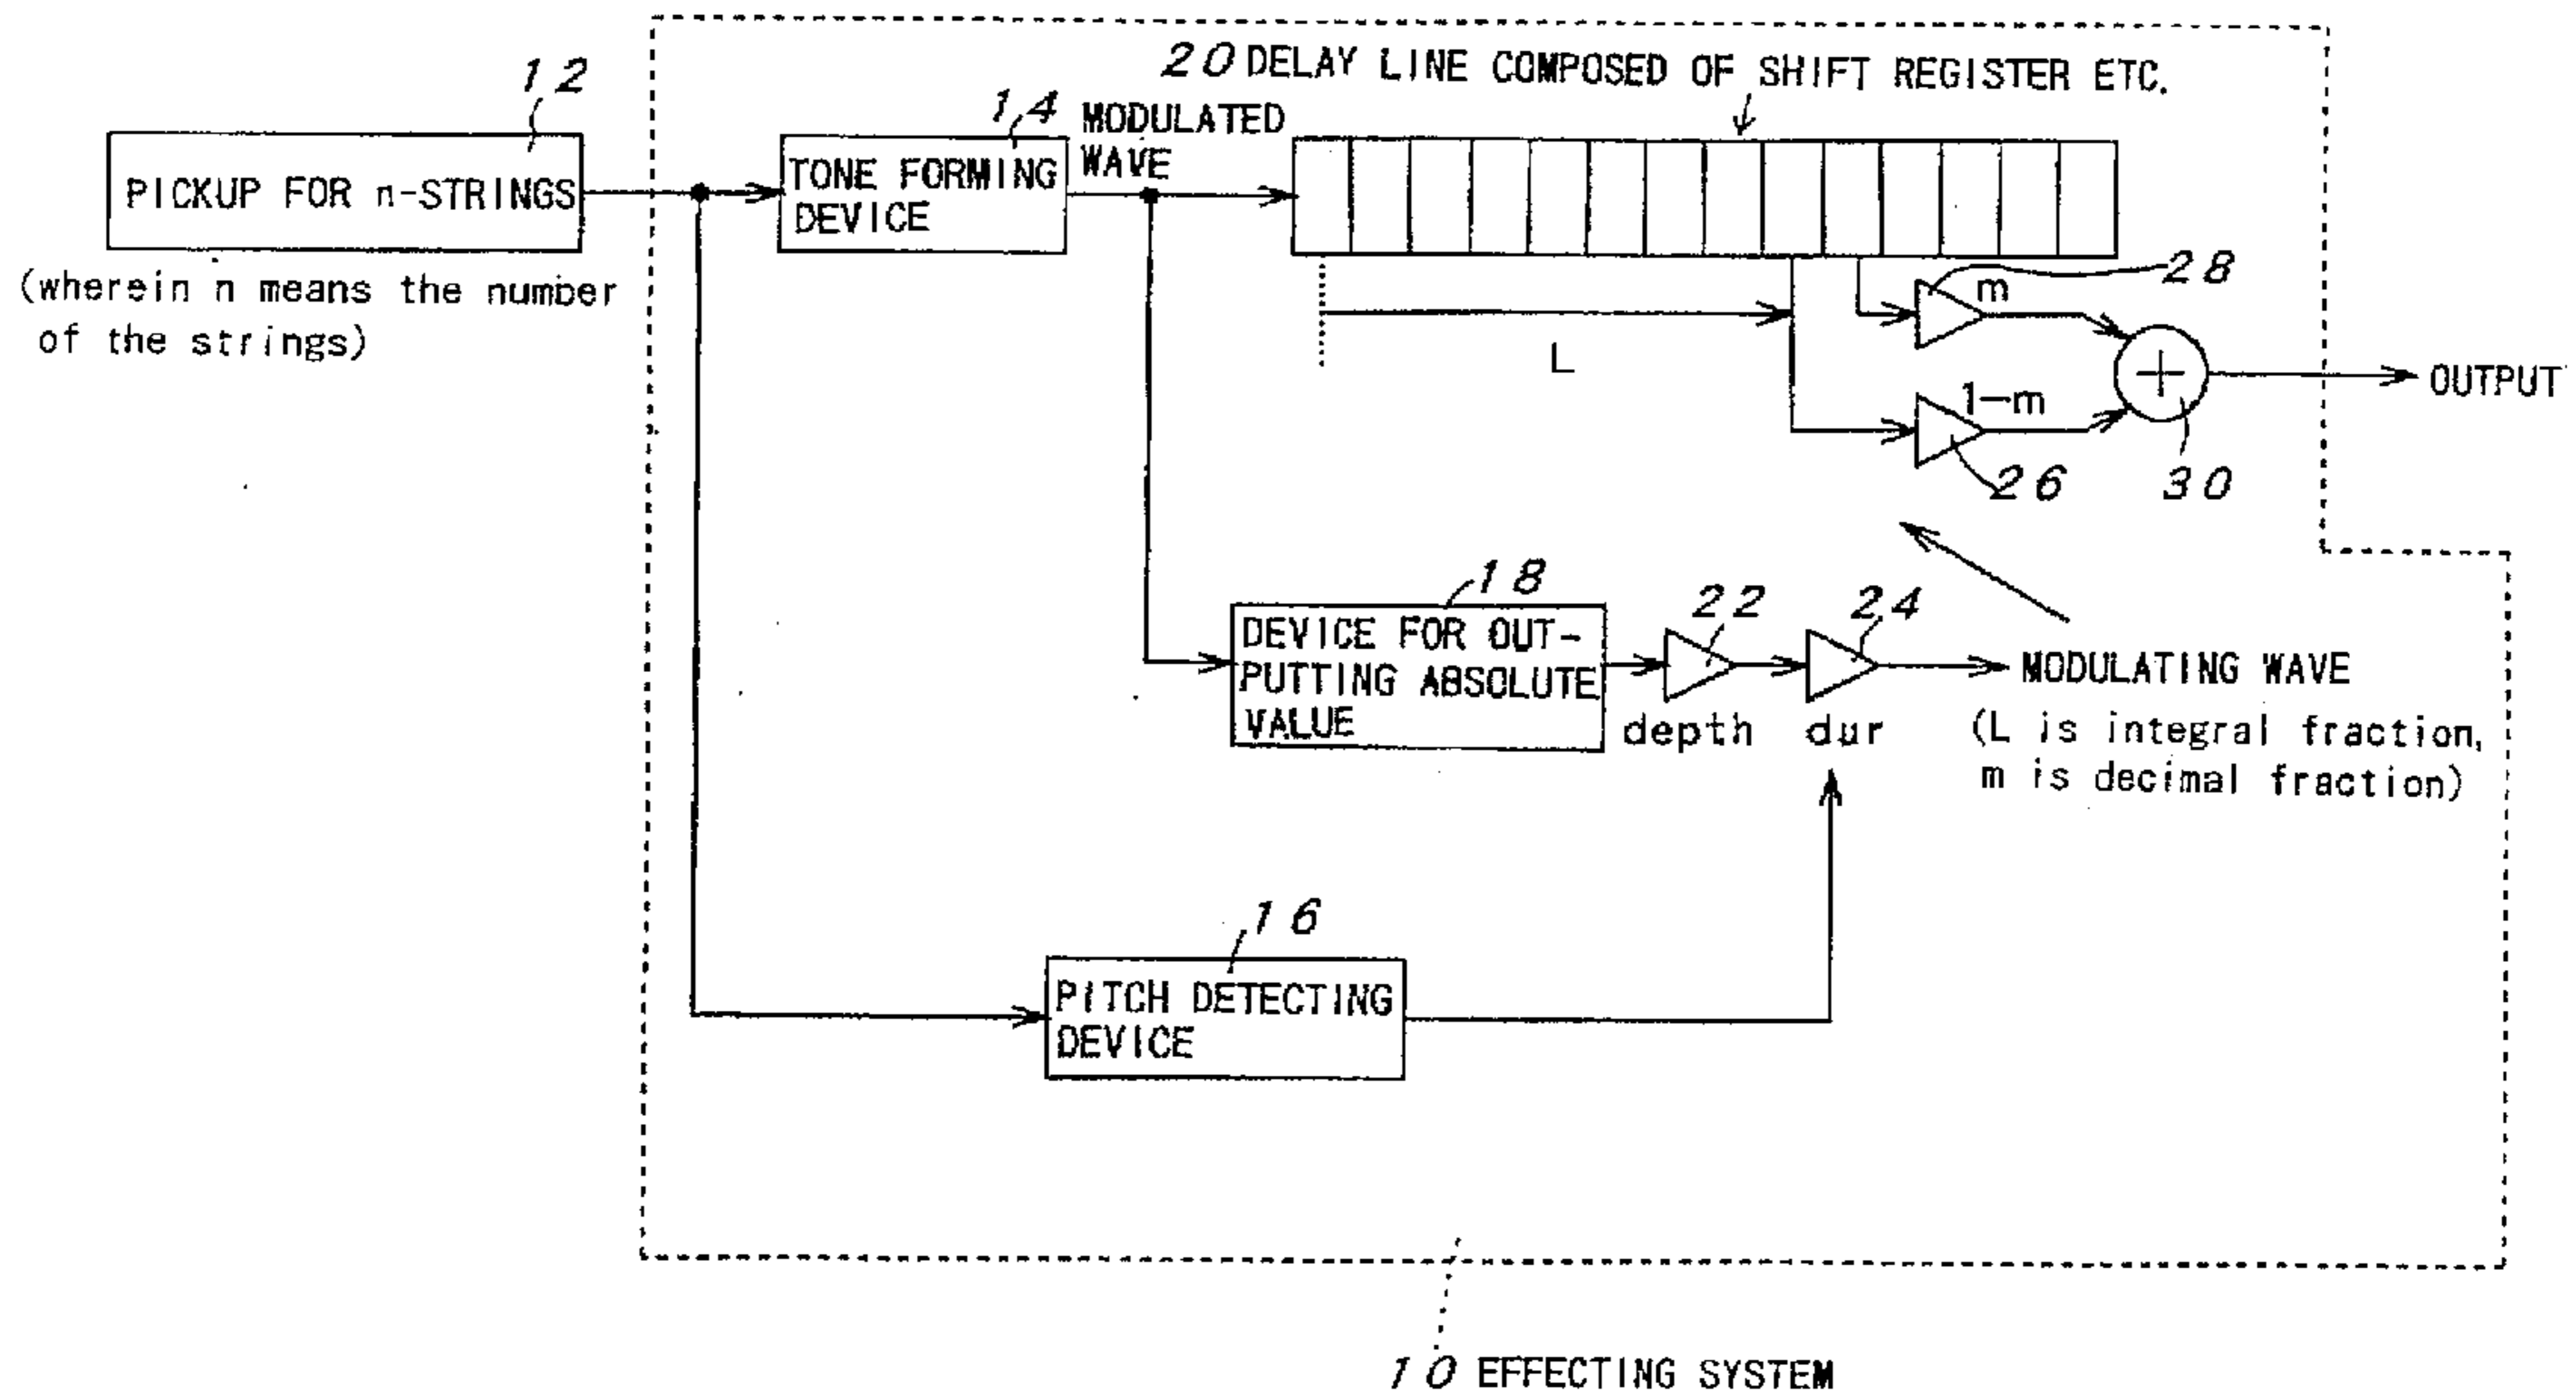 20 DELAY LINE COMPOSED OF SHIFT REGISTER ETC.
12
14
MODULATED
WAVE
PICKUP FOR n-STRINGS
TONE FORMING
DEVICE
(wherein n means the number
of the strings)
28
m
L
OUTPUT
1-m
26
30
18
22
24
DEVICE FOR OUT-
PUTTING ABSOLUTE
VALUE
depth
dur
MODULATING WAVE
(L is integral fraction,
m is decimal fraction)
16
PITCH DETECTING
DEVICE
10 EFFECTING SYSTEM